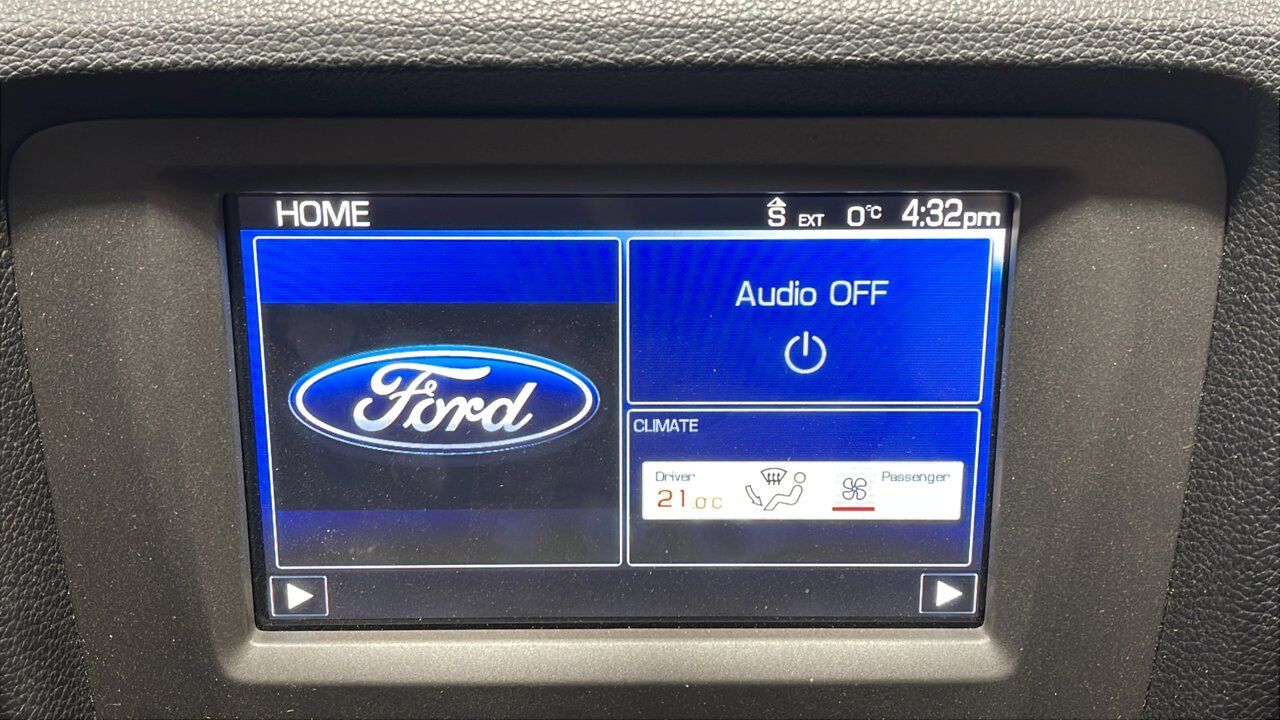 HOME
S EXT 0°C 4:32pm
Ford
Audio OFF
CLIMATE
Driver
21.0°C
Passenger